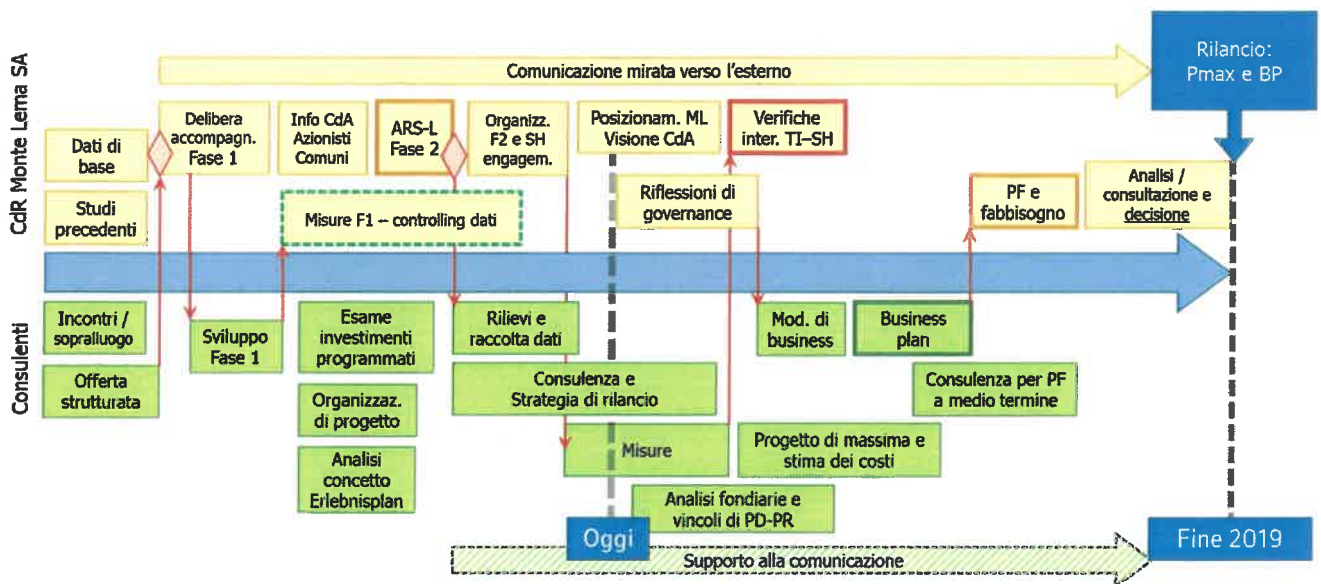 CdR Monte Lema SA
Comunicazione mirata verso l'esterno
Rilancio:
Pmax e BP
Dati di
base
Delibera
accompagn.
Fase 1
Info CdA
Azionisti
Comuni
ARS-L
Fase 2
Organizz.
F2 e SH
engagem.
Posizionam. ML
Visione CdA
Verifiche
inter. TI-SH
Studi
precedenti
Misure F1 – controlling dati
Riflessioni di
governance
PF e
fabbisogno
Analisi /
consultazione e
decisione
Consulenti
Incontri /
sopralluogo
Offerta
strutturata
Sviluppo
Fase 1
Esame
investimenti
programmati
Organizzaz.
di progetto
Analisi
concetto
Erlebnisplan
Rilievi e
raccolta dati
Consulenza e
Strategia di rilancio
Misure
Analisi fondiarie e
vincoli di PD-PR
Mod. di
business
Business
plan
Consulenza per PF
a medio termine
Progetto di massima e
stima dei costi
Oggi
Fine 2019
Supporto alla comunicazione